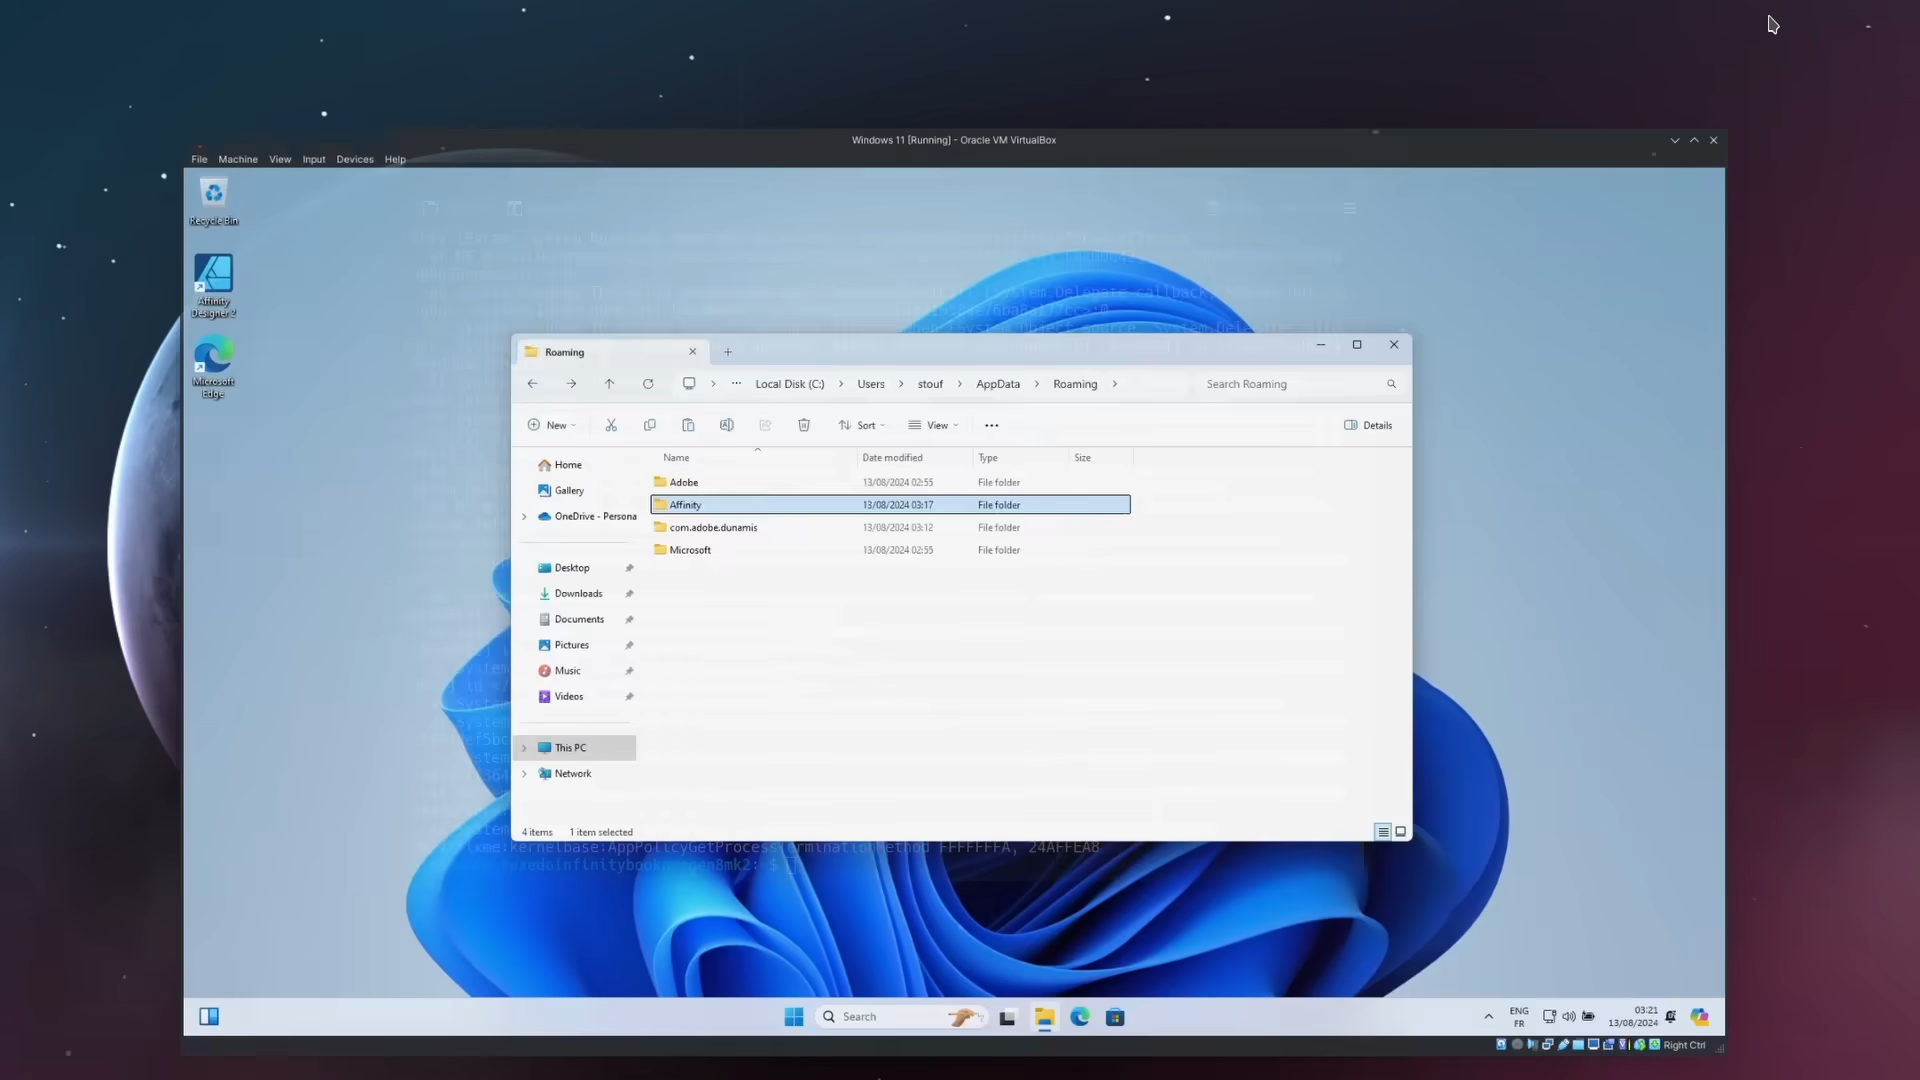 Windows 11 [Running] - Oracle VM VirtualBox
File Machine View Input Devices Help
Recycle Bin
Affinity
Designer 2
Microsoft
Edge
Roaming
Local Disk (C:) Users stouf AppData Roaming
Search Roaming
New Sort View Details
Name Date modified Type Size
Home
Gallery
OneDrive - Persona
Desktop
Downloads
Documents
Pictures
Music
Videos
This PC
Network
Adobe 13/08/2024 02:55 File folder
Affinity 13/08/2024 03:17 File folder
com.adobe.dunamis 13/08/2024 03:12 File folder
Microsoft 13/08/2024 02:55 File folder
4 items 1 item selected
FFFFFFFA, 24AFFEA8
Search
ENG
FR
03:21
13/08/2024
Right Ctrl